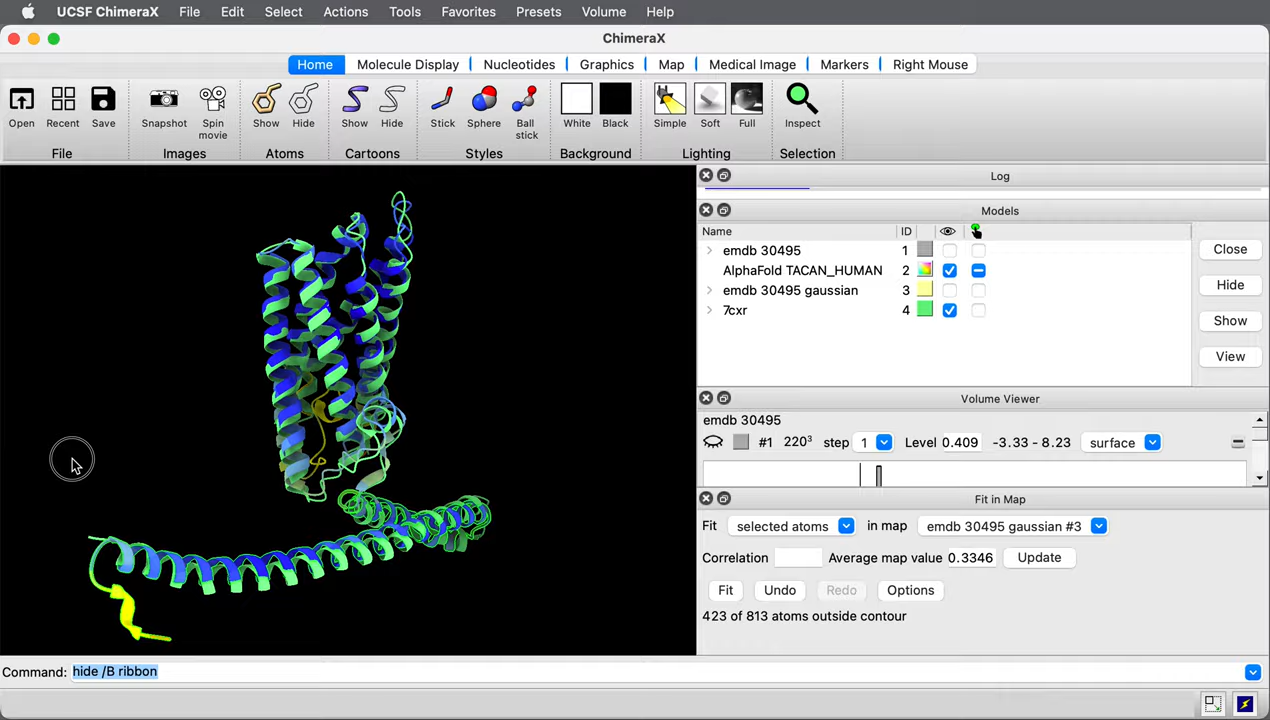 UCSF ChimeraX File Edit Select Actions Tools Favorites Presets Volume Help
ChimeraX
Home Molecule Display Nucleotides Graphics Map Medical Image Markers Right Mouse
Open Recent Save Snapshot Spin movie Show Hide Show Hide Stick Sphere Ball stick White Black Simple Soft Full Inspect
File Images Atoms Cartoons Styles Background Lighting Selection
Log
Models
Name ID
emdb 30495 1
AlphaFold TACAN_HUMAN 2
emdb 30495 gaussian 3
7cxr 4
Close
Hide
Show
View
Volume Viewer
emdb 30495
#1 220³ step 1 Level 0.409 -3.33 - 8.23 surface
Fit in Map
Fit selected atoms in map emdb 30495 gaussian #3
Correlation Average map value 0.3346 Update
Fit Undo Redo Options
423 of 813 atoms outside contour
Command: hide /B ribbon